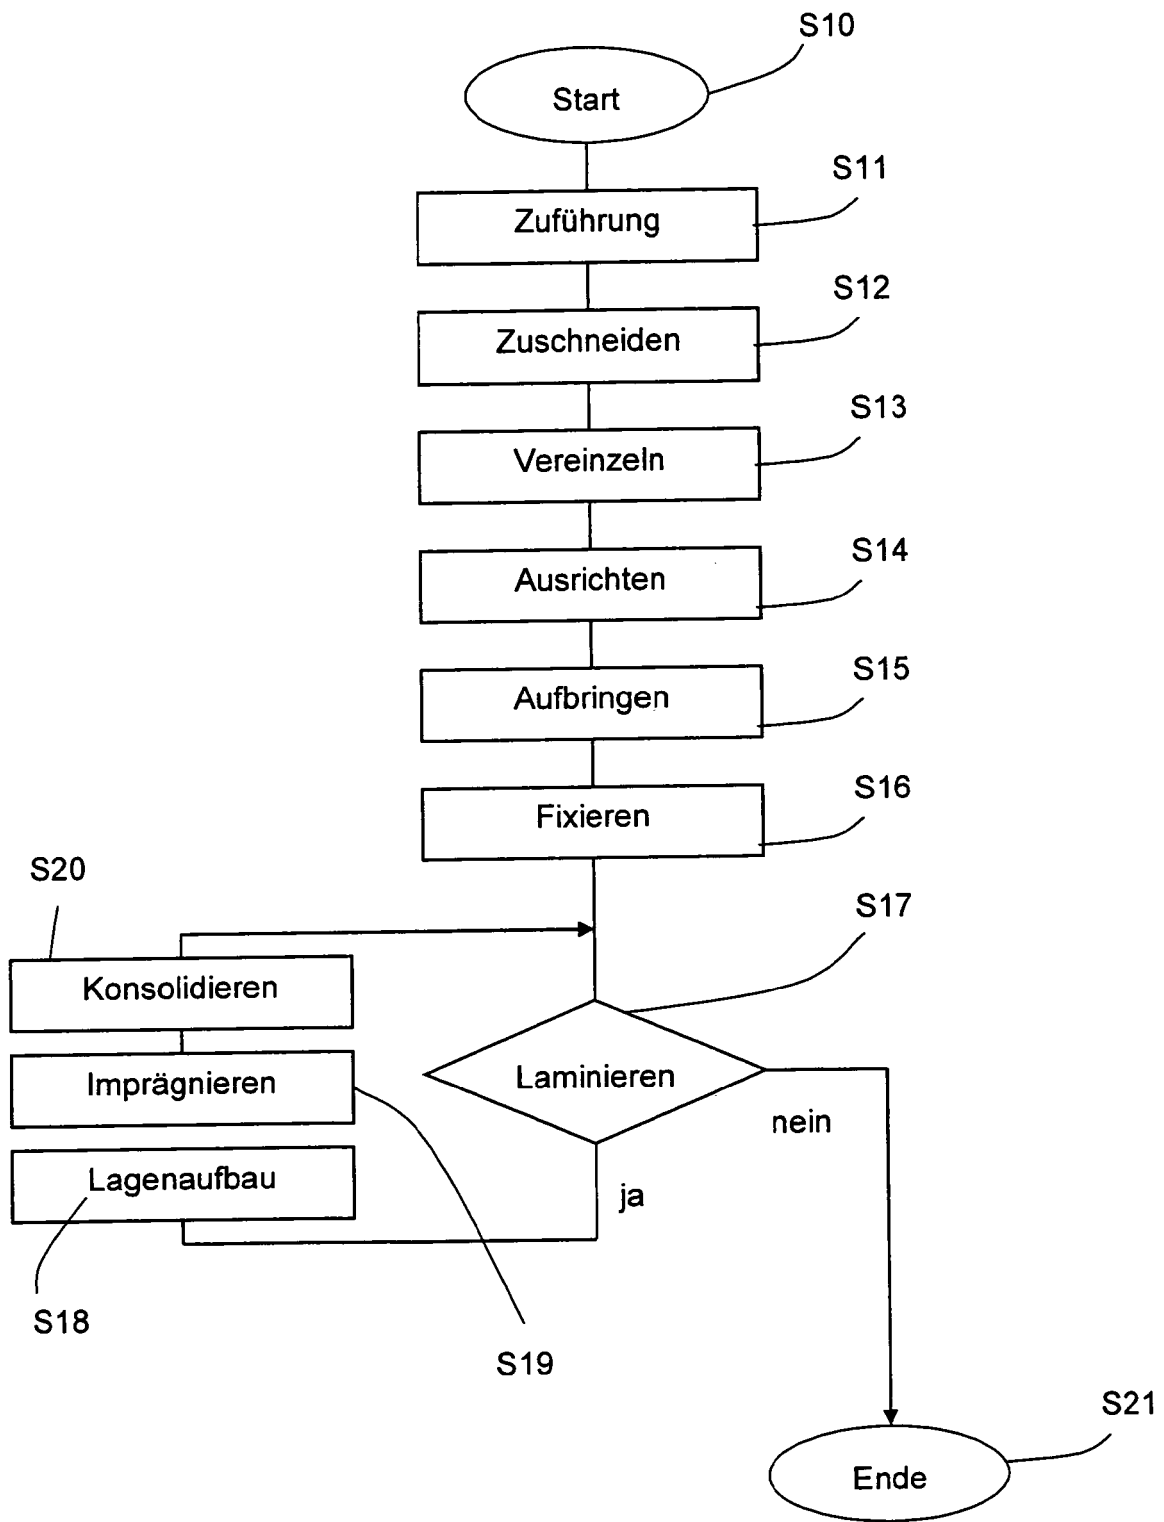 S10
Start
S11
Zuführung
S12
Zuschneiden
S13
Vereinzeln
S14
Ausrichten
S15
Aufbringen
S16
Fixieren
S20
S17
Konsolidieren
Laminieren
Imprägnieren
nein
Lagenaufbau
ja
S18
S19
S21
Ende